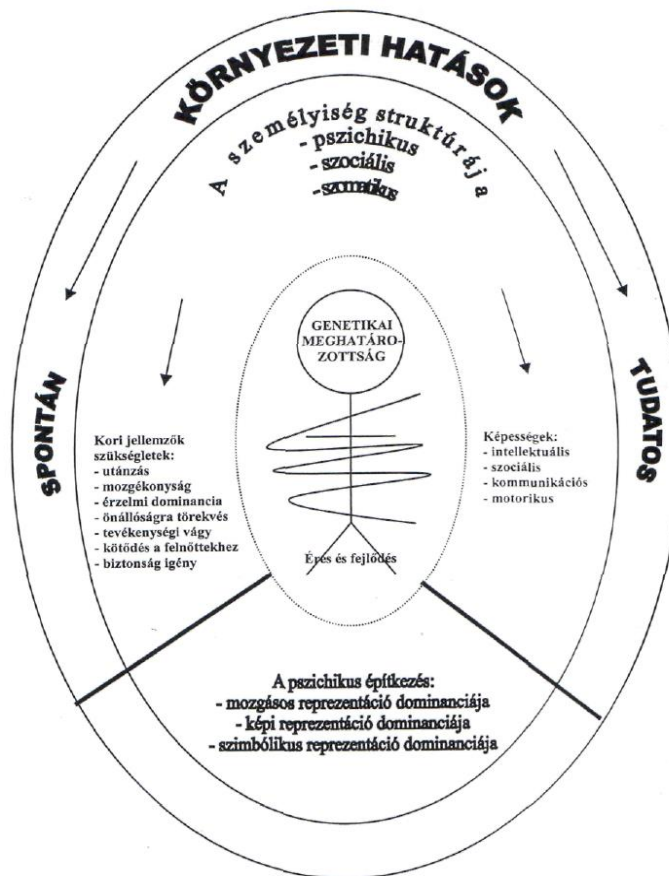 KÖRNYEZETI HATÁSOK
A személyiség struktúrája
- pszichikus
- szociális
- szomatikus
SPONTÁN
TUDATOS
GENETIKAI
MEGHATÁRO-
ZOTTSÁG
Kori jellemzők
szükségletek:
- utánzás
- mozgékonyság
- érzelmi dominancia
- önállóságra törekvés
- tevékenységi vágy
- kötődés a felnőttekhez
- biztonság igény
Képességek:
- intellektuális
- szociális
- kommunikációs
- motorikus
Érés és fejlődés
A pszichikus építkezés:
- mozgásos reprezentáció dominanciája
- képi reprezentáció dominanciája
- szimbólikus reprezentáció dominanciája